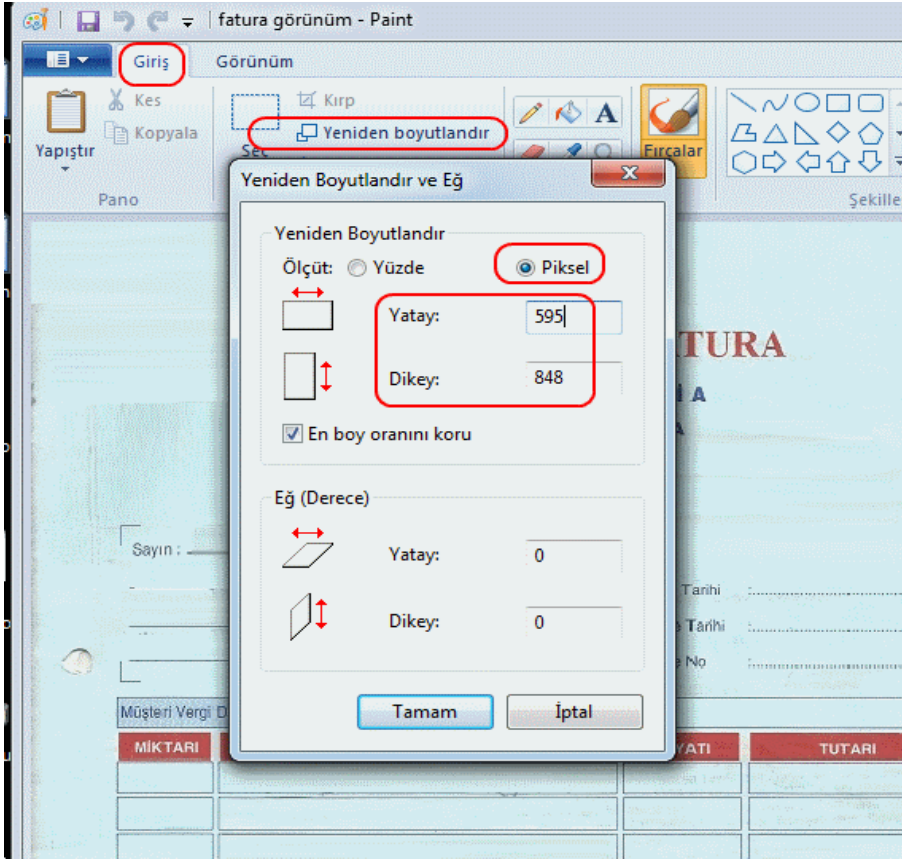 fatura görünüm - Paint
Giriş Görünüm
Kes
Kopyala
Yapıştır
Pano
Kırp
Yeniden boyutlandır
Seç
A
Fırçalar
Şekille
Yeniden Boyutlandır ve Eğ
Yeniden Boyutlandır
Ölçüt: Yüzde Piksel
Yatay: 595
Dikey: 848
En boy oranını koru
Eğ (Derece)
Yatay: 0
Dikey: 0
Tamam İptal
TURA
A
Sayın :
Tarihi :
Tarihi :
No :
Müşteri Vergi D
MİKTARI YATI TUTARI